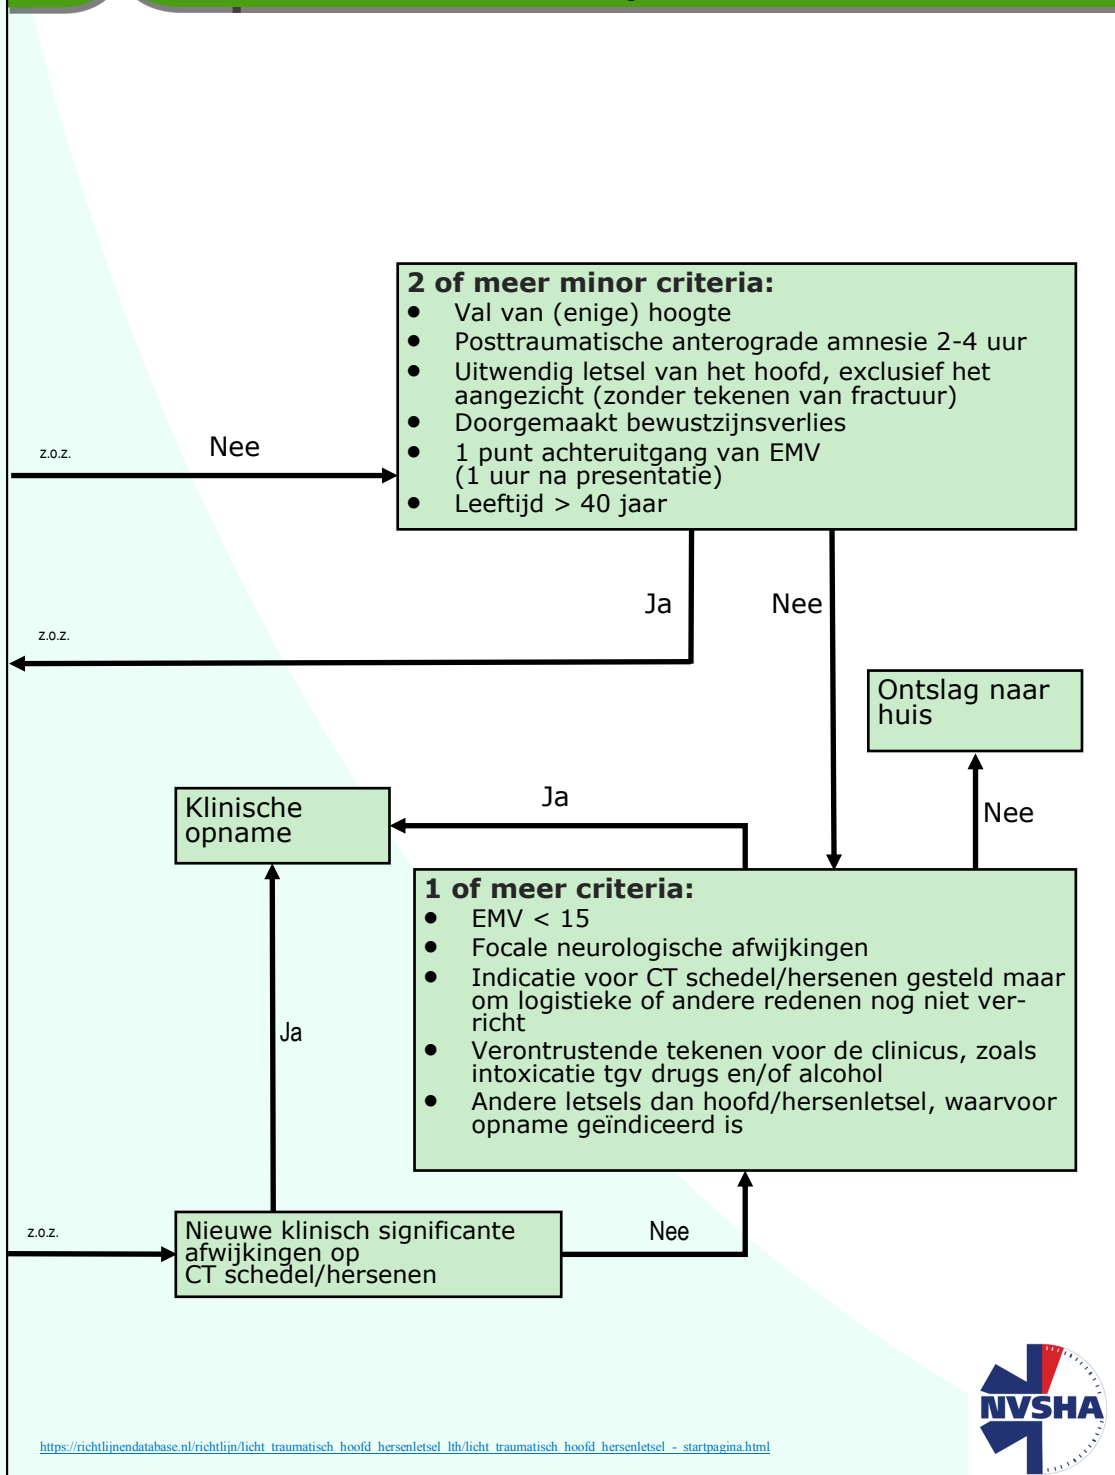 2 of meer minor criteria:
• Val van (enige) hoogte
• Posttraumatische anterograde amnesie 2-4 uur
• Uitwendig letsel van het hoofd, exclusief het
aangezicht (zonder tekenen van fractuur)
• Doorgemaakt bewustzijnsverlies
• 1 punt achteruitgang van EMV
(1 uur na presentatie)
• Leeftijd > 40 jaar
z.o.z.
Nee
Ja
Nee
z.o.z.
Ontslag naar
huis
Klinische
opname
Ja
Nee
1 of meer criteria:
• EMV < 15
• Focale neurologische afwijkingen
• Indicatie voor CT schedel/hersenen gesteld maar
om logistieke of andere redenen nog niet ver-
richt
• Verontrustende tekenen voor de clinicus, zoals
intoxicatie tgv drugs en/of alcohol
• Andere letsels dan hoofd/hersenletsel, waarvoor
opname geïndiceerd is
Ja
z.o.z.
Nieuwe klinisch significante
afwijkingen op
CT schedel/hersenen
Nee
NVSHA
https://richtlijnendatabase.nl/richtlijn/licht_traumatisch_hoofd_hersenletsel_lth/licht_traumatisch_hoofd_hersenletsel_-_startpagina.html